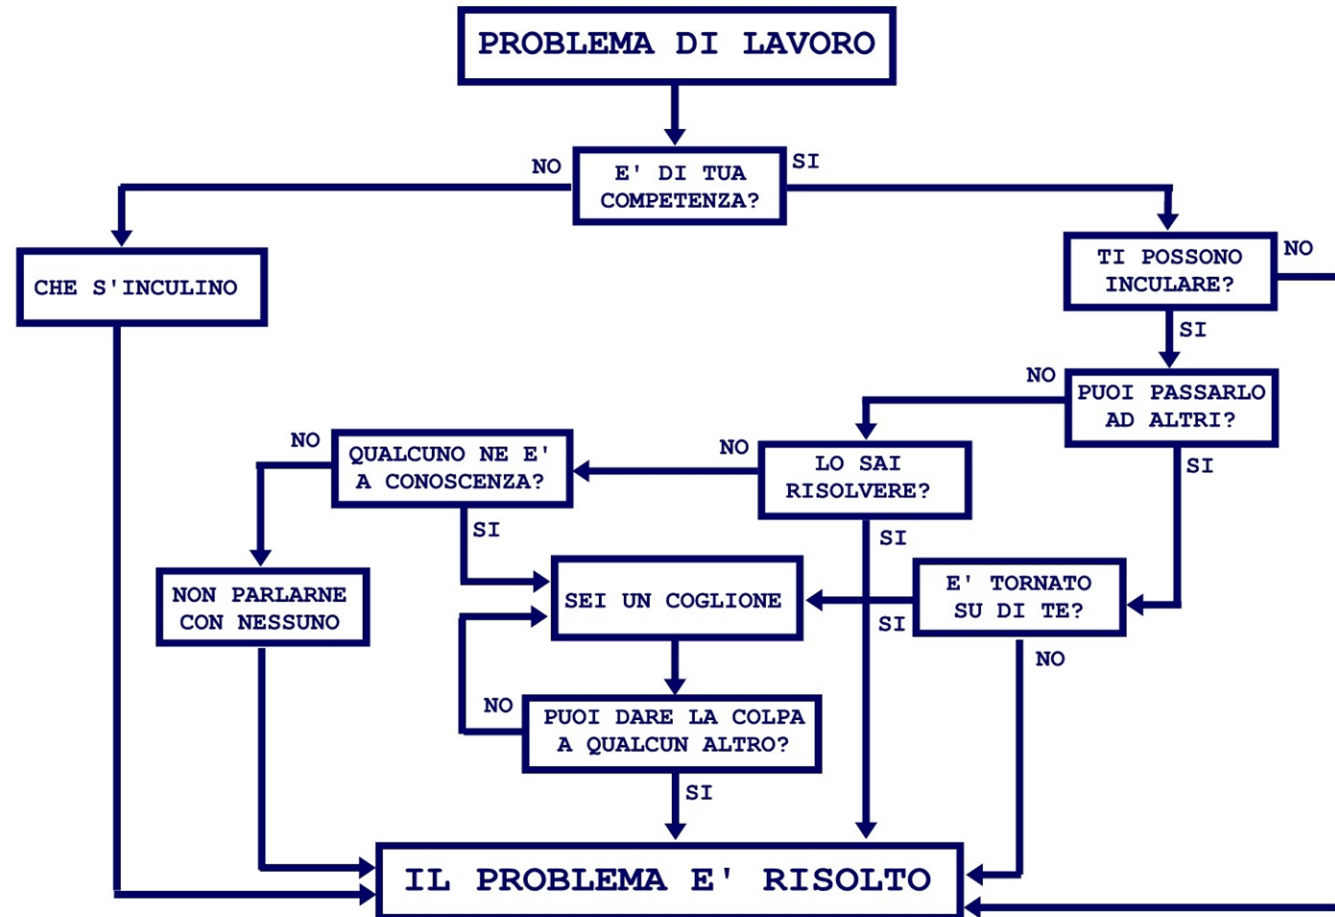 PROBLEMA DI LAVORO
NO
SI
E' DI TUA
COMPETENZA?
CHE S'INCULINO
TI POSSONO
INCULARE?
NO
SI
NO
PUOI PASSARLO
AD ALTRI?
SI
NO
QUALCUNO NE E'
A CONOSCENZA?
NO
LO SAI
RISOLVERE?
SI
SI
NON PARLARNE
CON NESSUNO
SEI UN COGLIONE
E' TORNATO
SU DI TE?
SI
NO
NO
PUOI DARE LA COLPA
A QUALCUN ALTRO?
SI
IL PROBLEMA E' RISOLTO